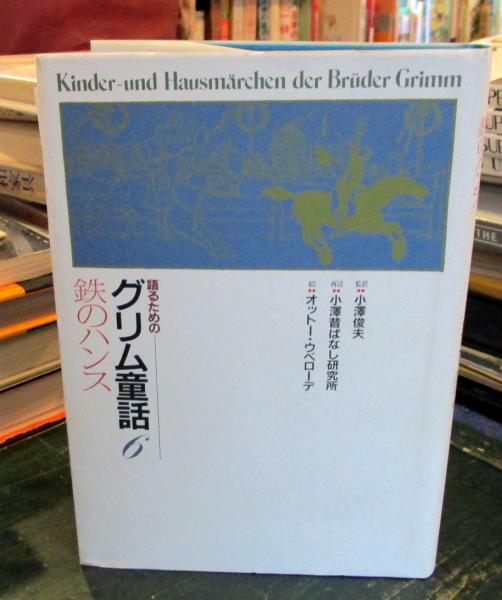 Kinder-und Hausmärchen der Brüder Grimm
監訳 小澤俊夫
再話 小澤昔ばなし研究所
絵 オットー・ウベローデ
語るための
グリム童話 6
鉄のハンス
THE